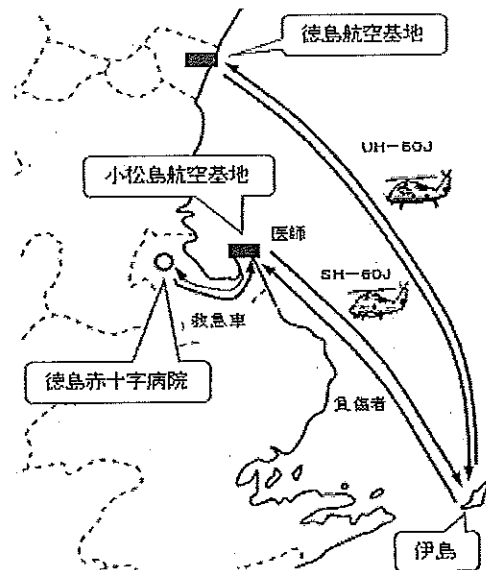 徳島航空基地
UH-60J
小松島航空基地
医師
SH-60J
救急車
徳島赤十字病院
負傷者
伊島